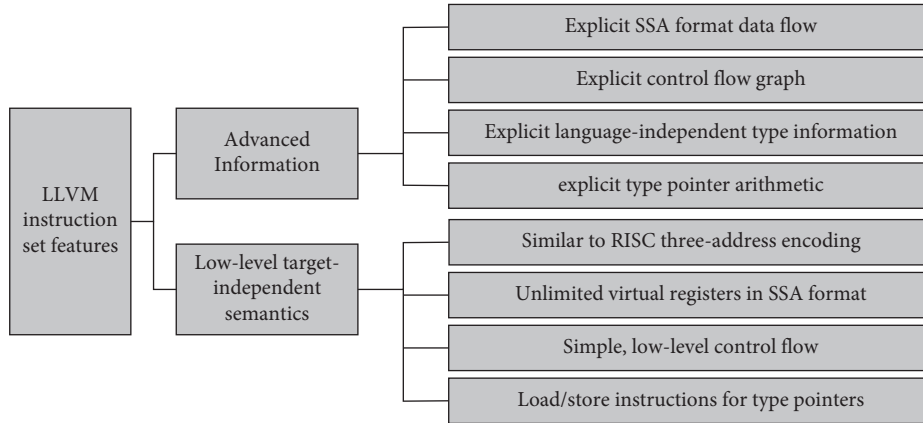 LLVM
instruction
set features
Advanced
Information
Explicit SSA format data flow
Explicit control flow graph
Explicit language-independent type information
explicit type pointer arithmetic
Low-level target-
independent
semantics
Similar to RISC three-address encoding
Unlimited virtual registers in SSA format
Simple, low-level control flow
Load/store instructions for type pointers